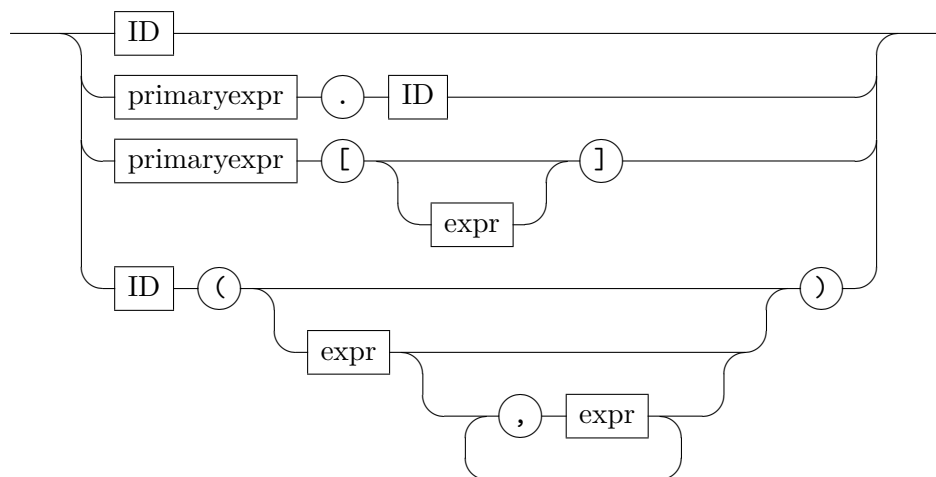 ID
primaryexpr . ID
primaryexpr [ ]
expr
ID ( )
expr
, expr